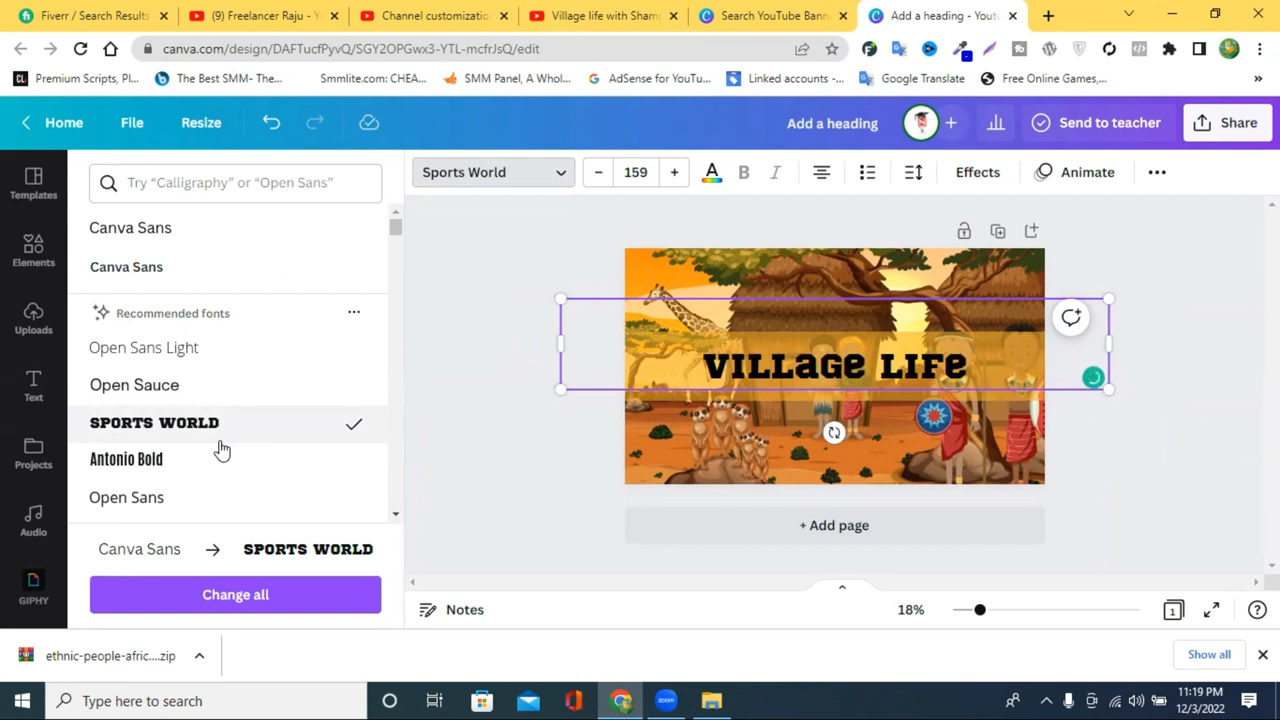 Fiverr / Search Results
(9) Freelancer Raju - Y
Channel customizatio
Village life with Sham
Search YouTube Bann
Add a heading - Yout
canva.com/design/DAFTucfPyvQ/SGY2OPGwx3-YTL-mcfrJsQ/edit
Premium Scripts, Pl...
The Best SMM- The...
Smmlite.com: CHEA...
SMM Panel, A Whol...
AdSense for YouTu...
Linked accounts -...
Google Translate
Free Online Games,...
Home
File
Resize
Add a heading
Send to teacher
Share
Templates
Elements
Uploads
Text
Projects
Audio
GIPHY
Try “Calligraphy” or “Open Sans”
Canva Sans
Canva Sans
Recommended fonts
Open Sans Light
Open Sauce
SPORTS WORLD
Antonio Bold
Open Sans
Canva Sans
SPORTS WORLD
Change all
Sports World
159
A
B
I
Effects
Animate
VILLage LIFe
+ Add page
Notes
18%
1
ethnic-people-afric....zip
Show all
Type here to search
11:19 PM
12/3/2022